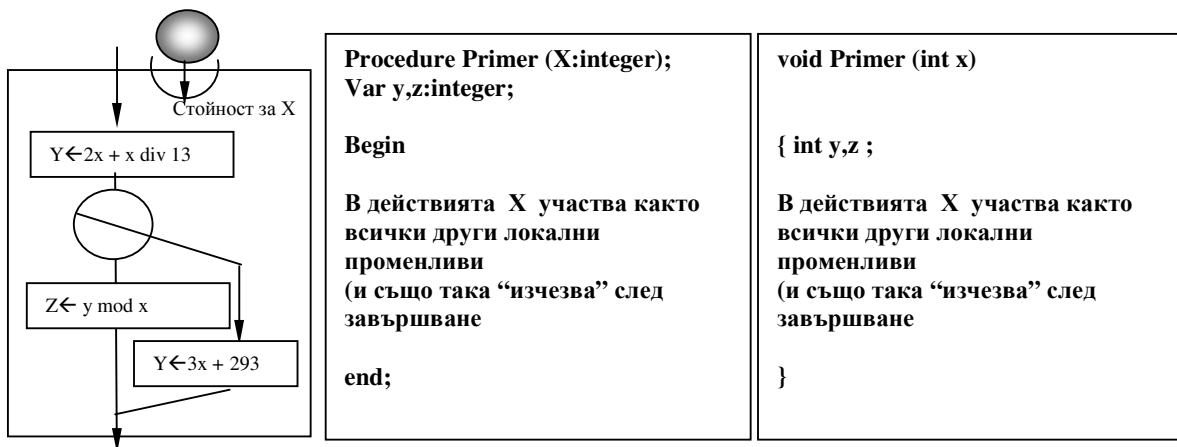 Стойност за X
Y←2x + x div 13
Z← y mod x
Y←3x + 293
Procedure Primer (X:integer);
Var y,z:integer;
Begin
В действията X участва както
всички други локални
променливи
(и също така “изчезва” след
завършване
end;
void Primer (int x)
{ int y,z ;
В действията X участва както
всички други локални
променливи
(и също така “изчезва” след
завършване
}